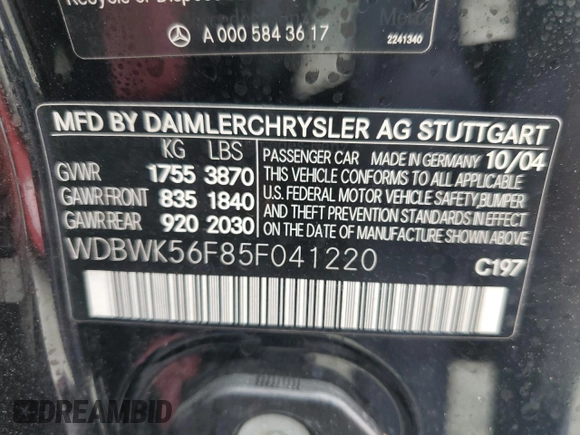 Recycle or Dispose
A 000 584 36 17
2241340
MFD BY DAIMLERCHRYSLER AG STUTTGART
KG LBS
GVWR 1755 3870
GAWR FRONT 835 1840
GAWR REAR 920 2030
PASSENGER CAR MADE IN GERMANY 10/04
THIS VEHICLE CONFORMS TO ALL APPLICABLE
U.S. FEDERAL MOTOR VEHICLE SAFETY,BUMPER
AND THEFT PREVENTION STANDARDS IN EFFECT
ON THE DATE OF MANUFACTURE SHOWN ABOVE
WDBWK56F85F041220
C197
DREAMBID